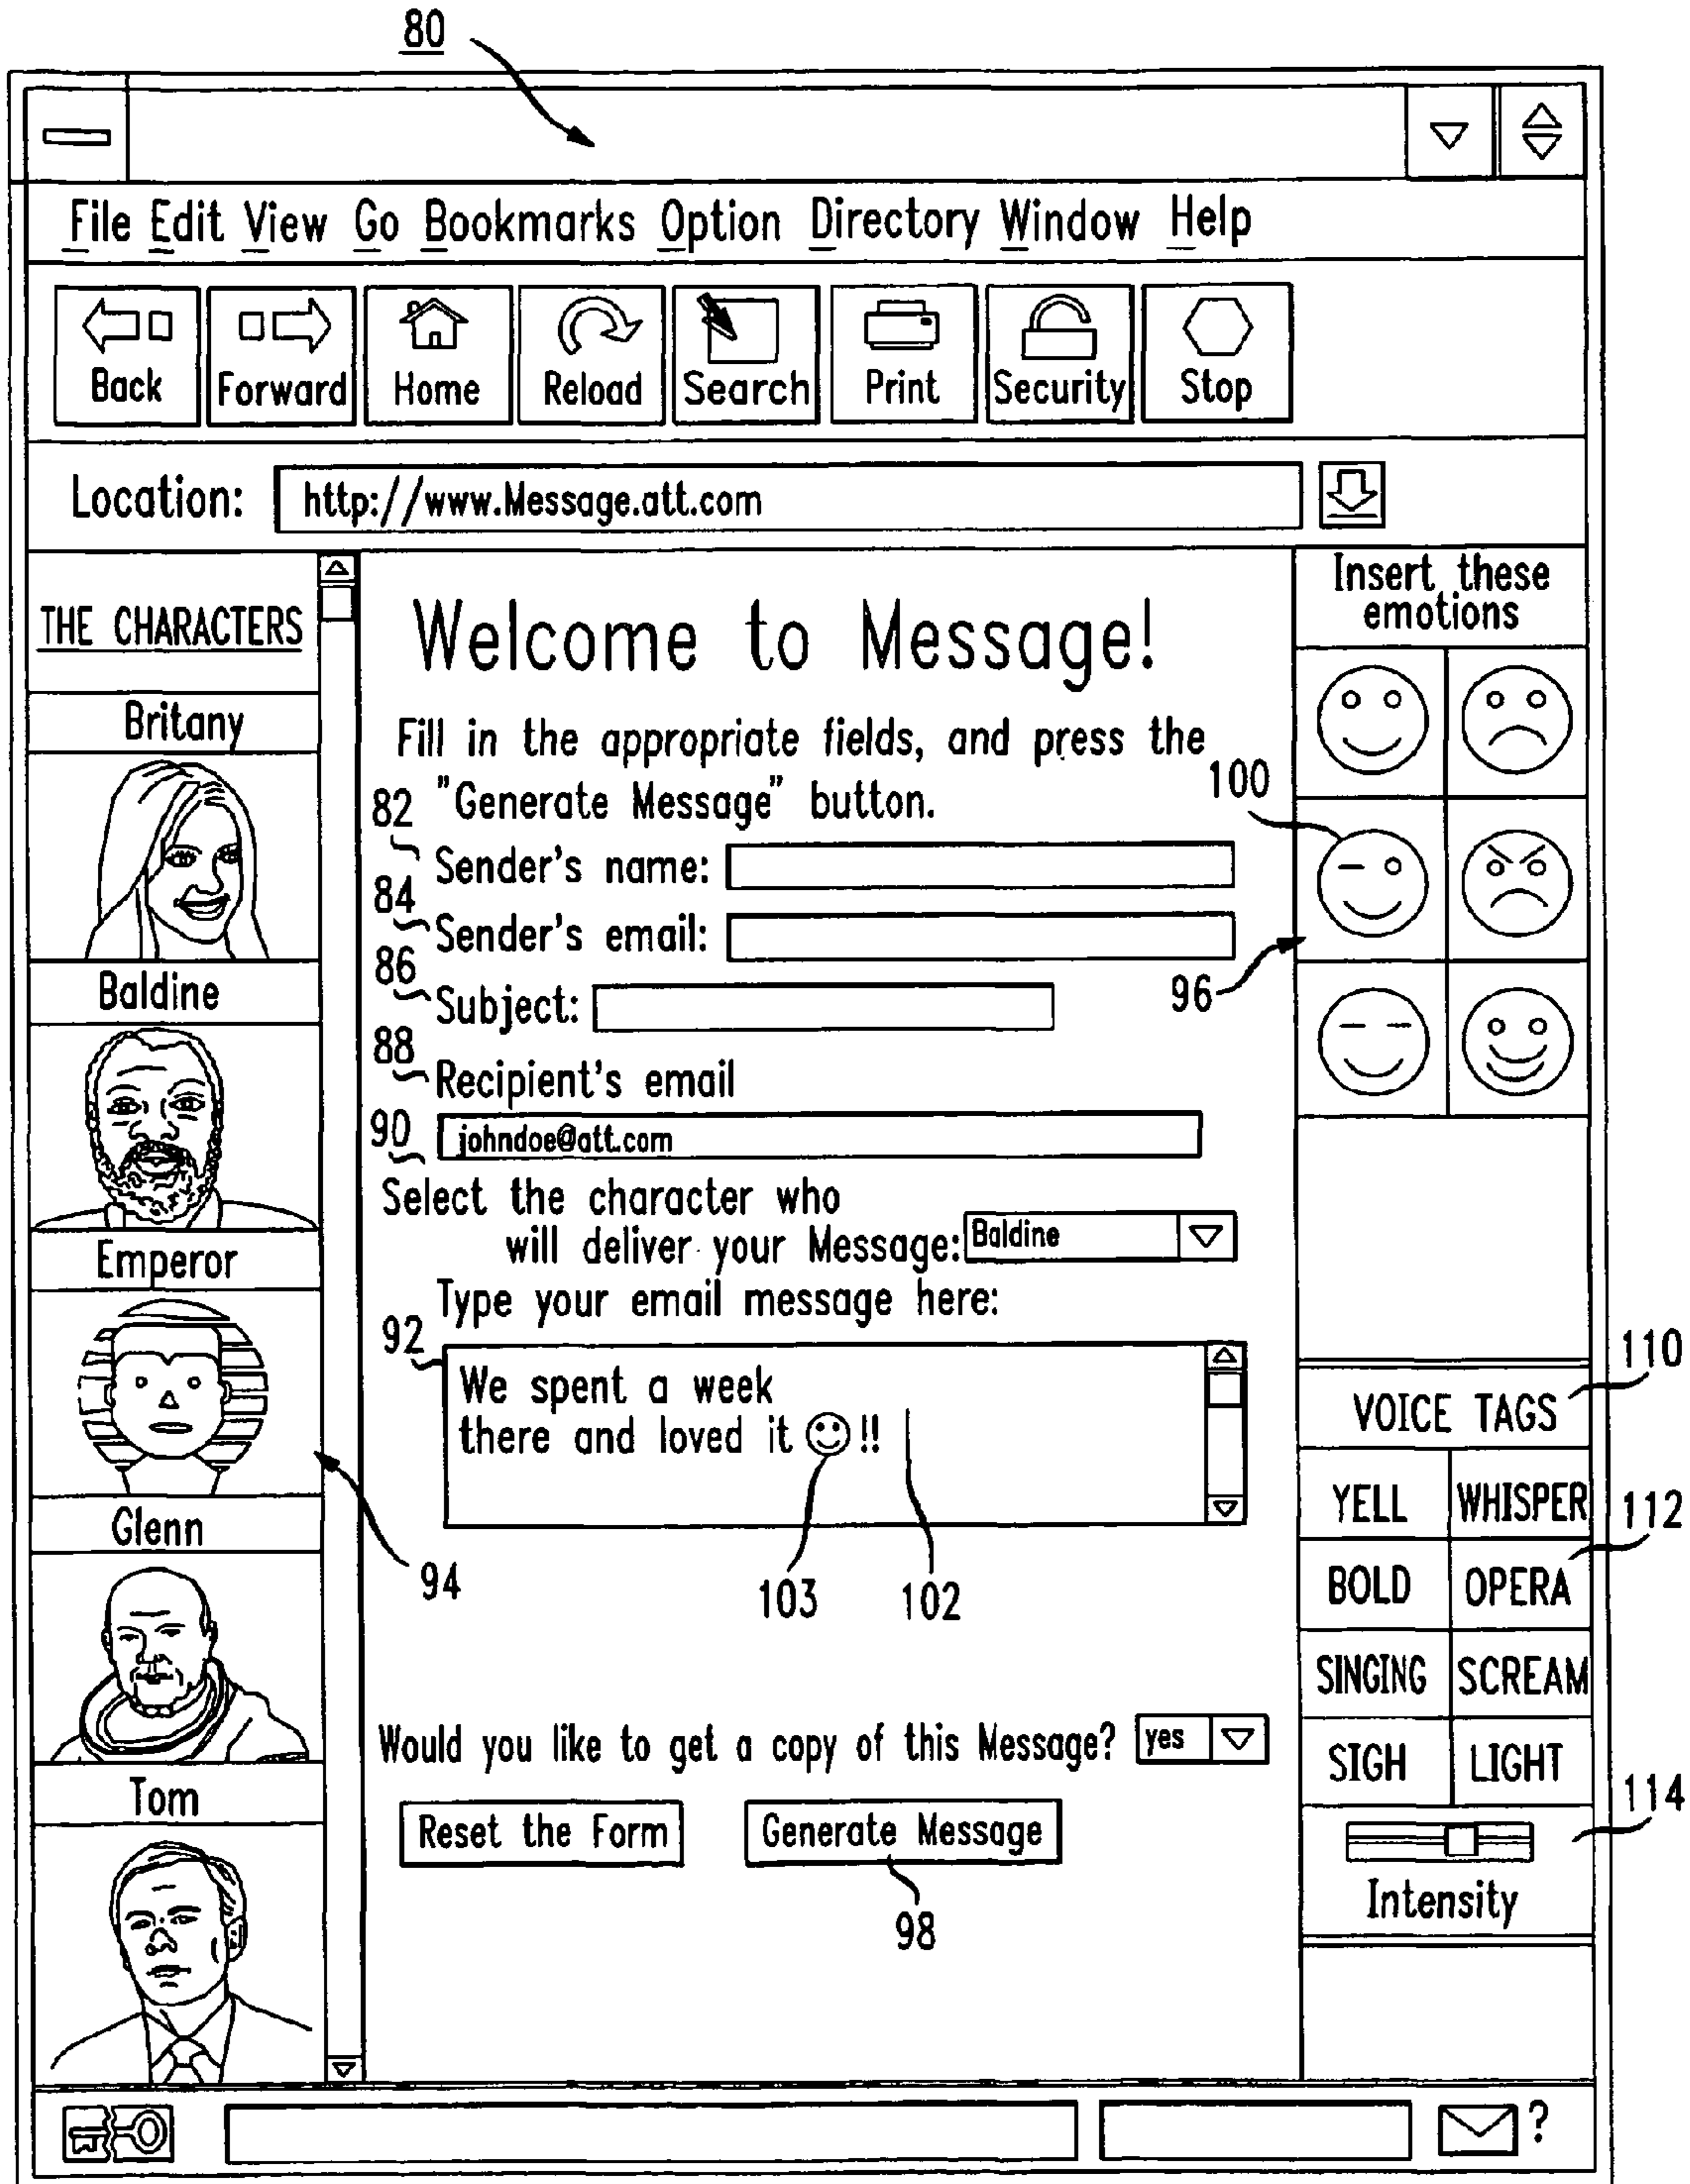 80
File Edit View Go Bookmarks Option Directory Window Help
Back Forward Home Reload Search Print Security Stop
Location: http://www.Message.att.com
THE CHARACTERS
Britany
Baldine
Emperor
Glenn
Tom
94
Welcome to Message!
Fill in the appropriate fields, and press the
"Generate Message" button.
82 Sender's name:
84 Sender's email:
86 Subject:
88 Recipient's email
90 johndoe@att.com
Select the character who
will deliver your Message: Baldine
Type your email message here:
92
We spent a week
there and loved it ☺!!
103 102
Would you like to get a copy of this Message? yes
Reset the Form Generate Message
98
Insert these
emotions
100
96
110
VOICE TAGS
YELL WHISPER
112
BOLD OPERA
SINGING SCREAM
SIGH LIGHT
114
Intensity
?